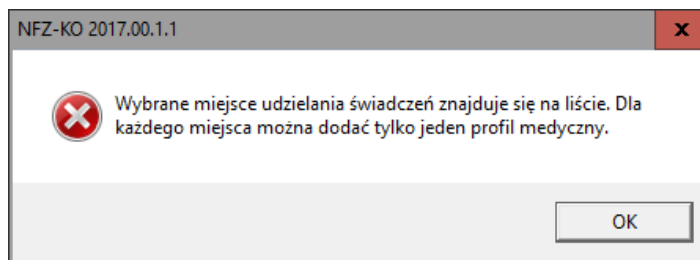 NFZ-KO 2017.00.1.1
Wybrane miejsce udzielania świadczeń znajduje się na liście. Dla
każdego miejsca można dodać tylko jeden profil medyczny.
OK